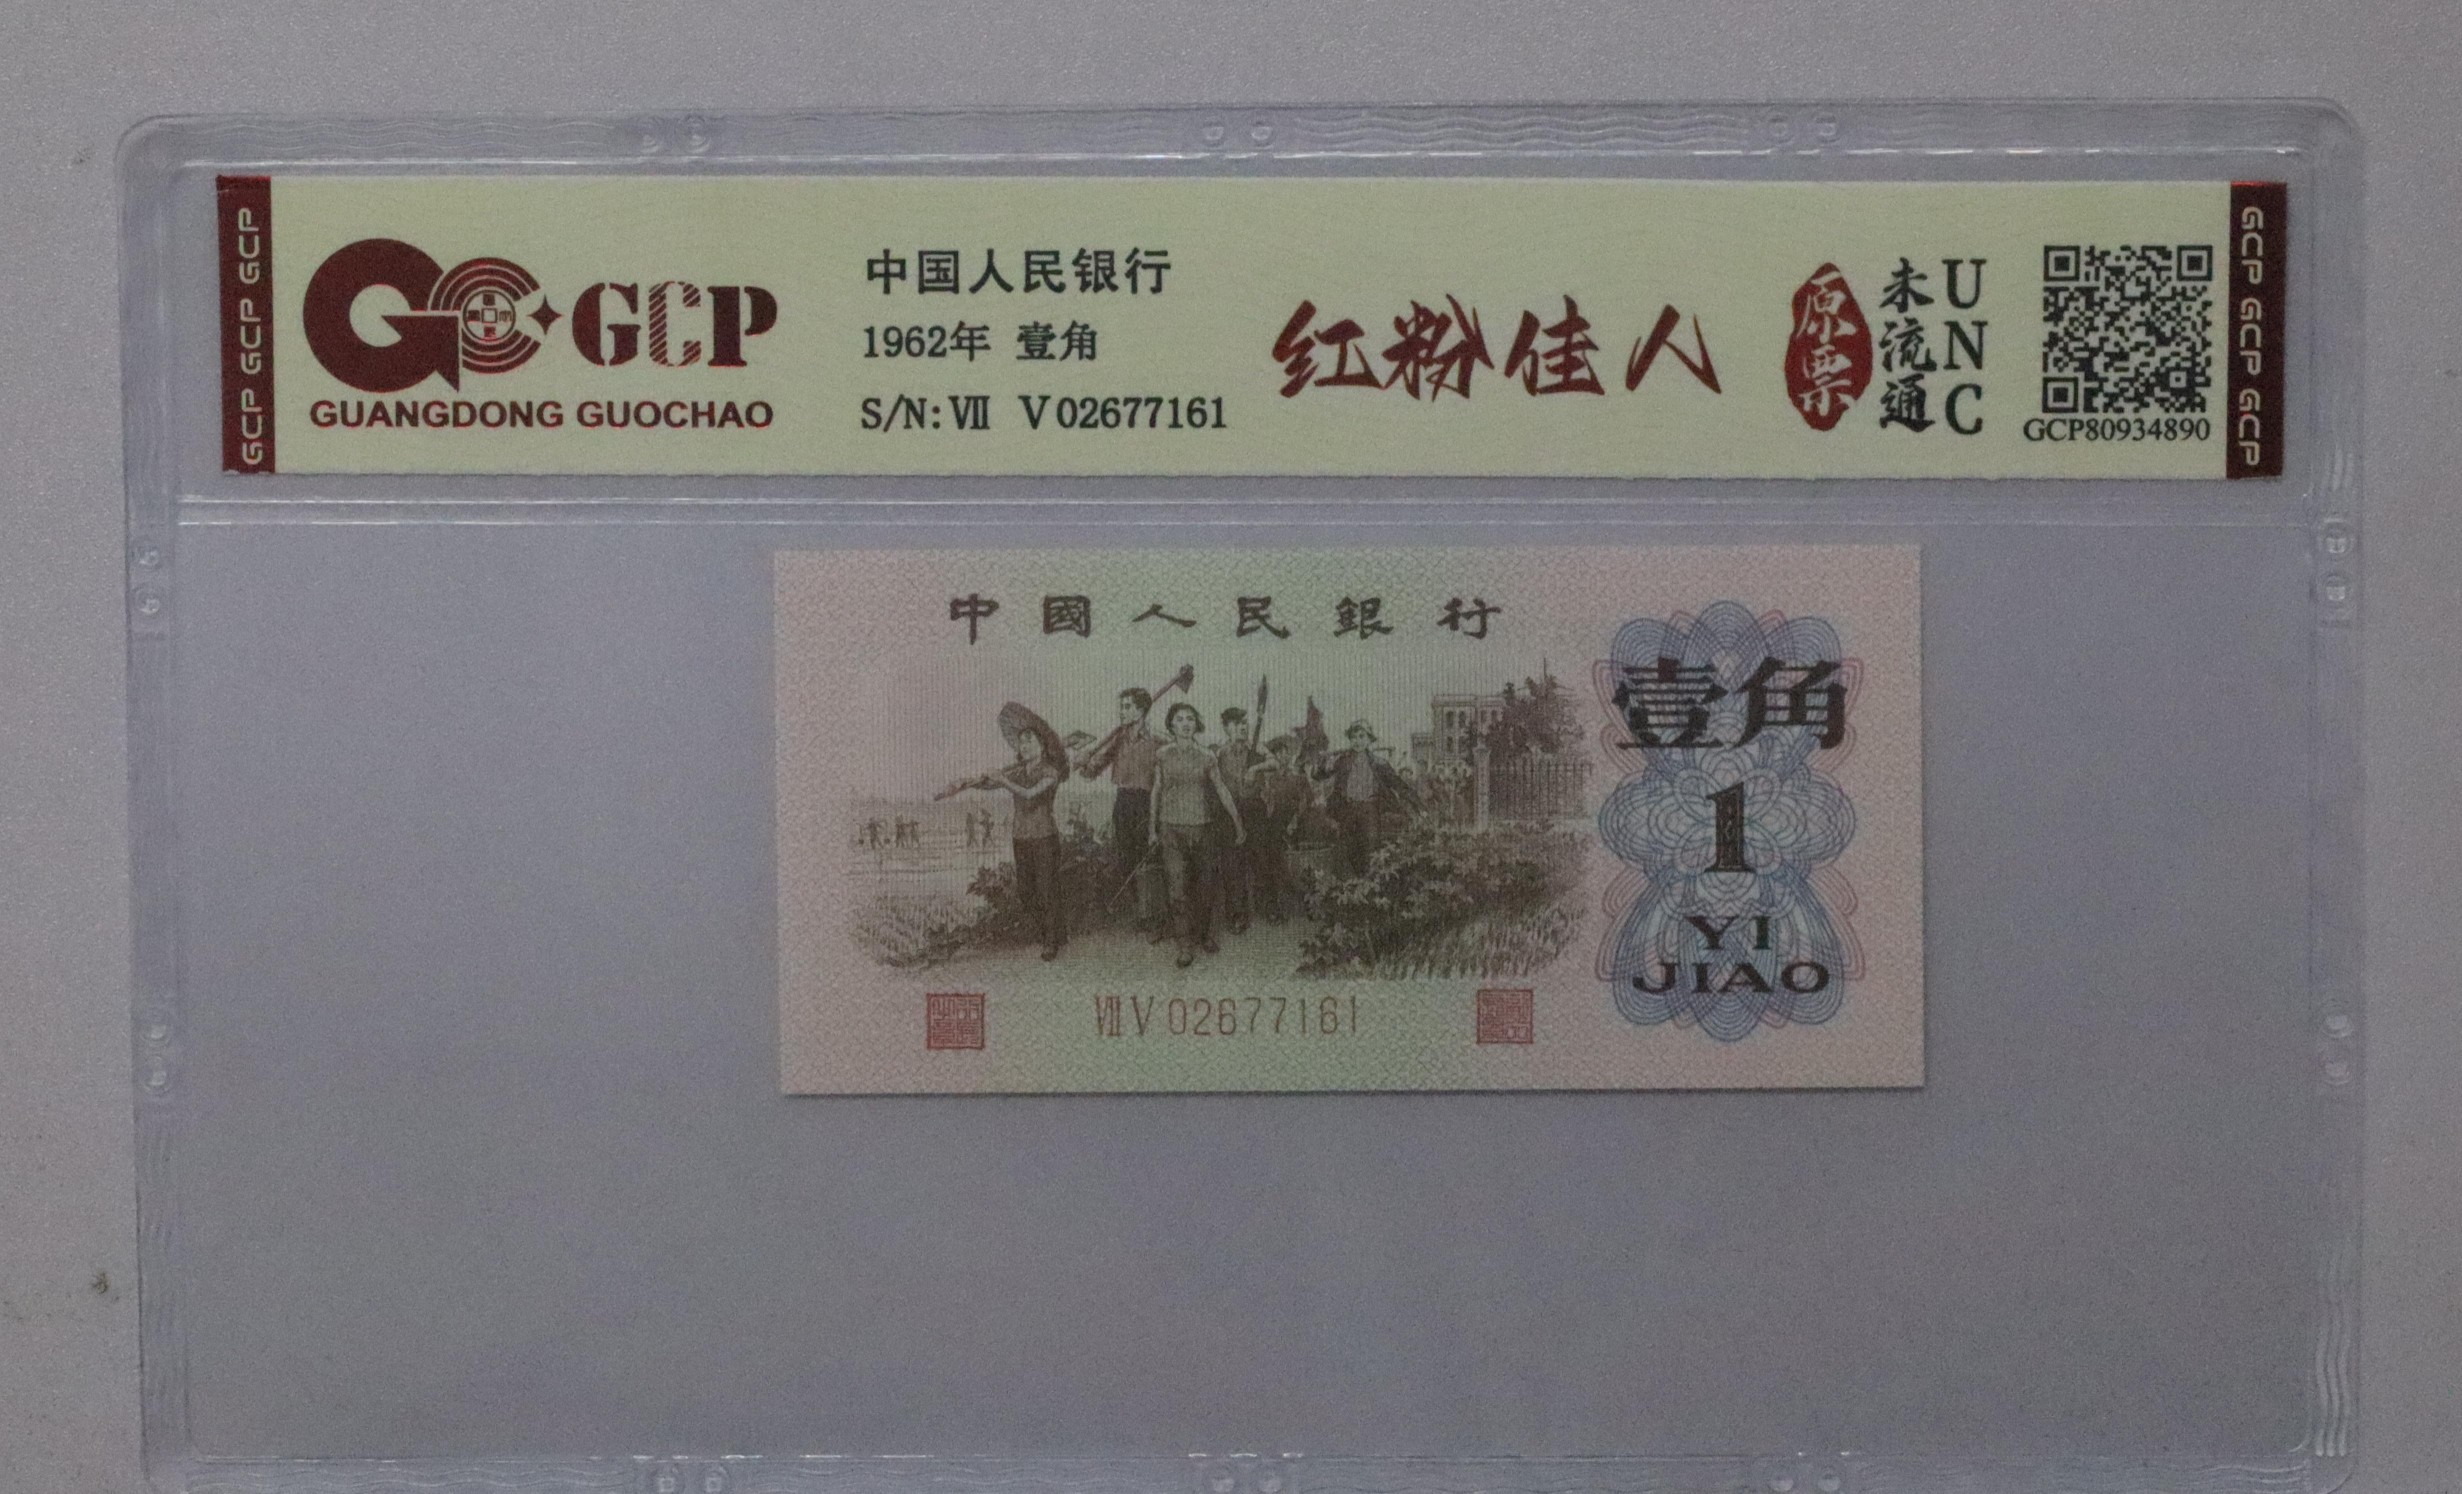 GCP GCP GCP
GCP
GUANGDONG GUOCHAO
中国人民银行
1962年 壹角
S/N: Ⅶ V 02677161
红粉佳人
原票
未流通
UNC
GCP80934890
GCP GCP GCP
中國人民銀行
壹角
1
YI
JIAO
ⅦV02677161